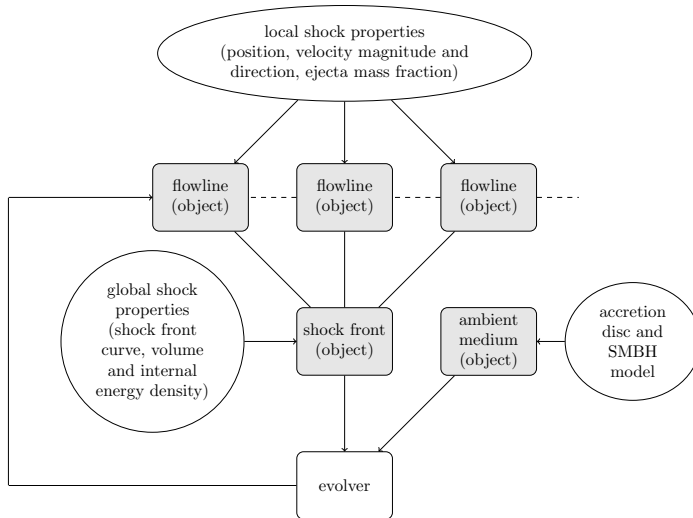 local shock properties
(position, velocity magnitude and
direction, ejecta mass fraction)
flowline
(object)
flowline
(object)
flowline
(object)
global shock
properties
(shock front
curve, volume
and internal
energy density)
shock front
(object)
ambient
medium
(object)
accretion
disc and
SMBH
model
evolver